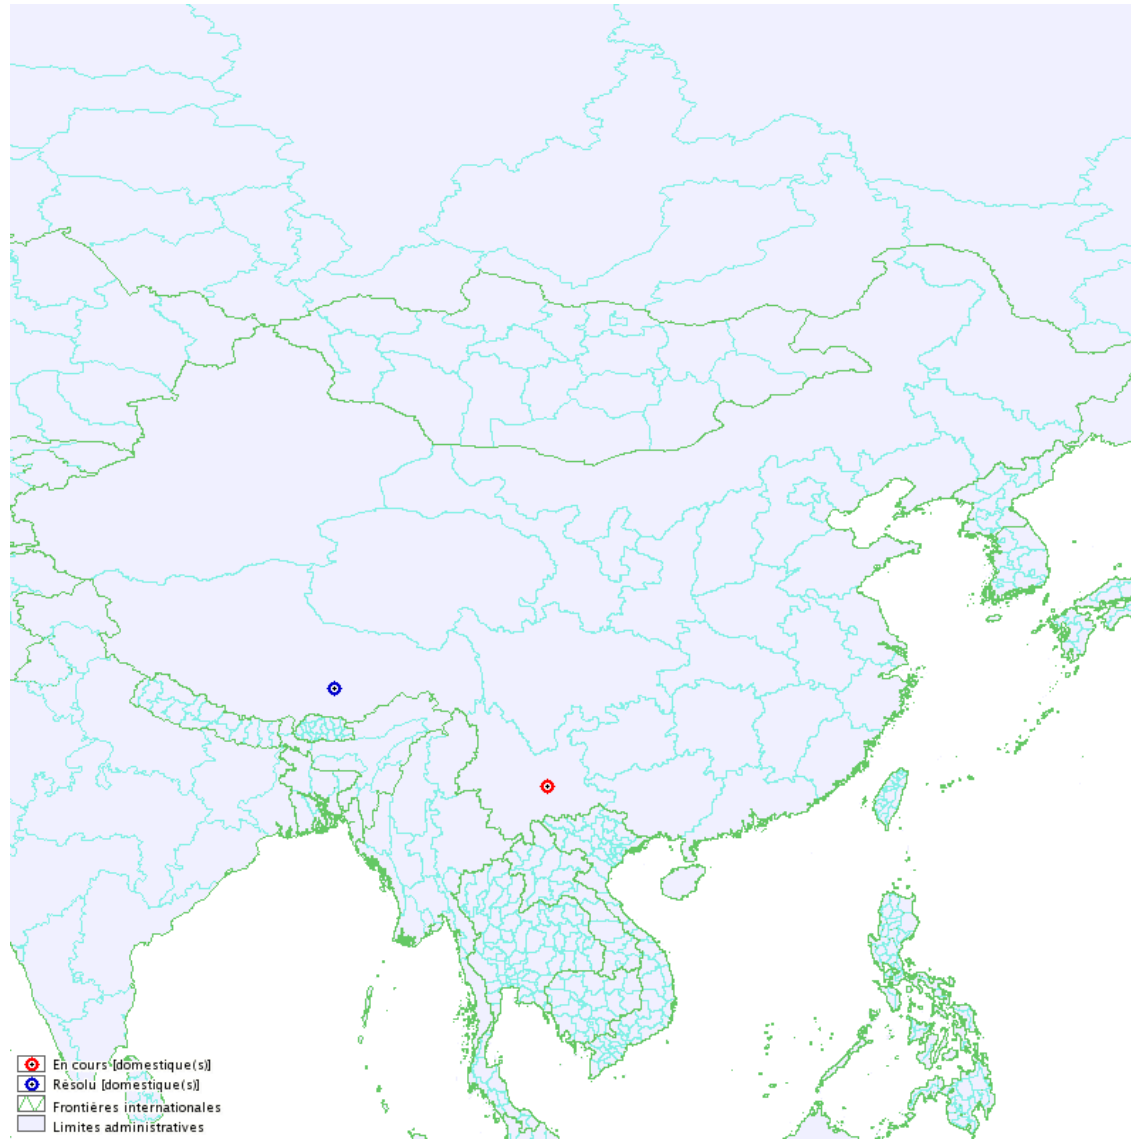 En cours [domestique(s)]
Résolu [domestique(s)]
Frontières internationales
Limites administratives